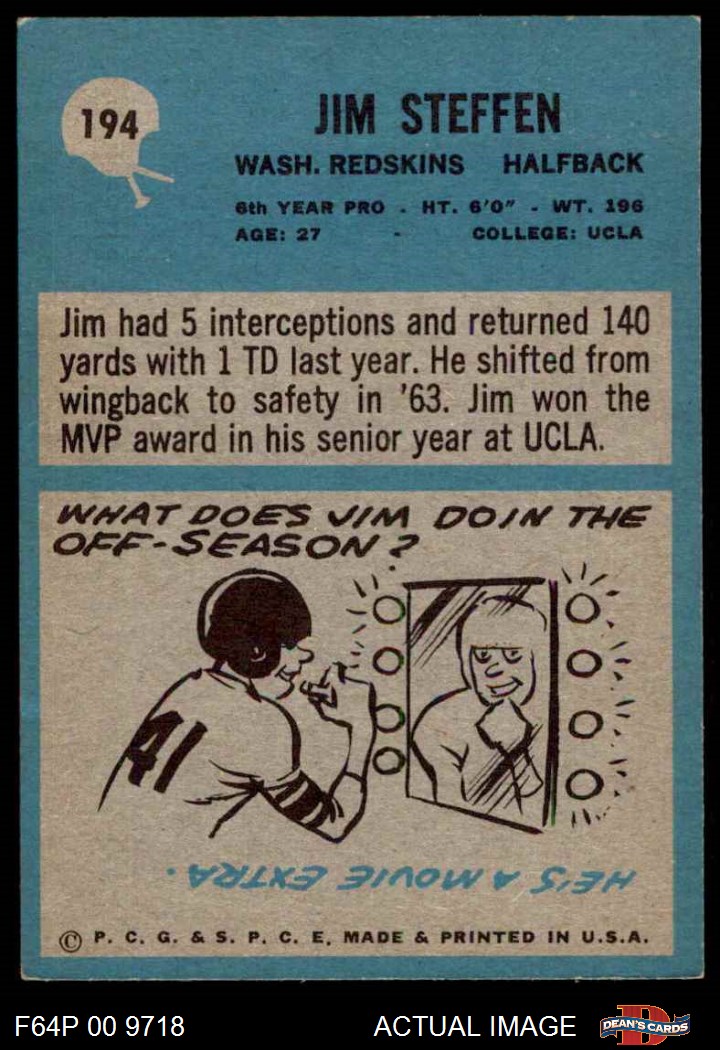 194
JIM STEFFEN
WASH. REDSKINS HALFBACK
6th YEAR PRO - HT. 6'0" - WT. 196
AGE: 27 - COLLEGE: UCLA
Jim had 5 interceptions and returned 140
yards with 1 TD last year. He shifted from
wingback to safety in '63. Jim won the
MVP award in his senior year at UCLA.
WHAT DOES JIM DO IN THE
OFF-SEASON?
41
HE'S A MOVIE EXTRA.
© P. C. G. & S. P. C. E. MADE & PRINTED IN U.S.A.
F64P 00 9718 ACTUAL IMAGE
D
DEAN'S CARDS